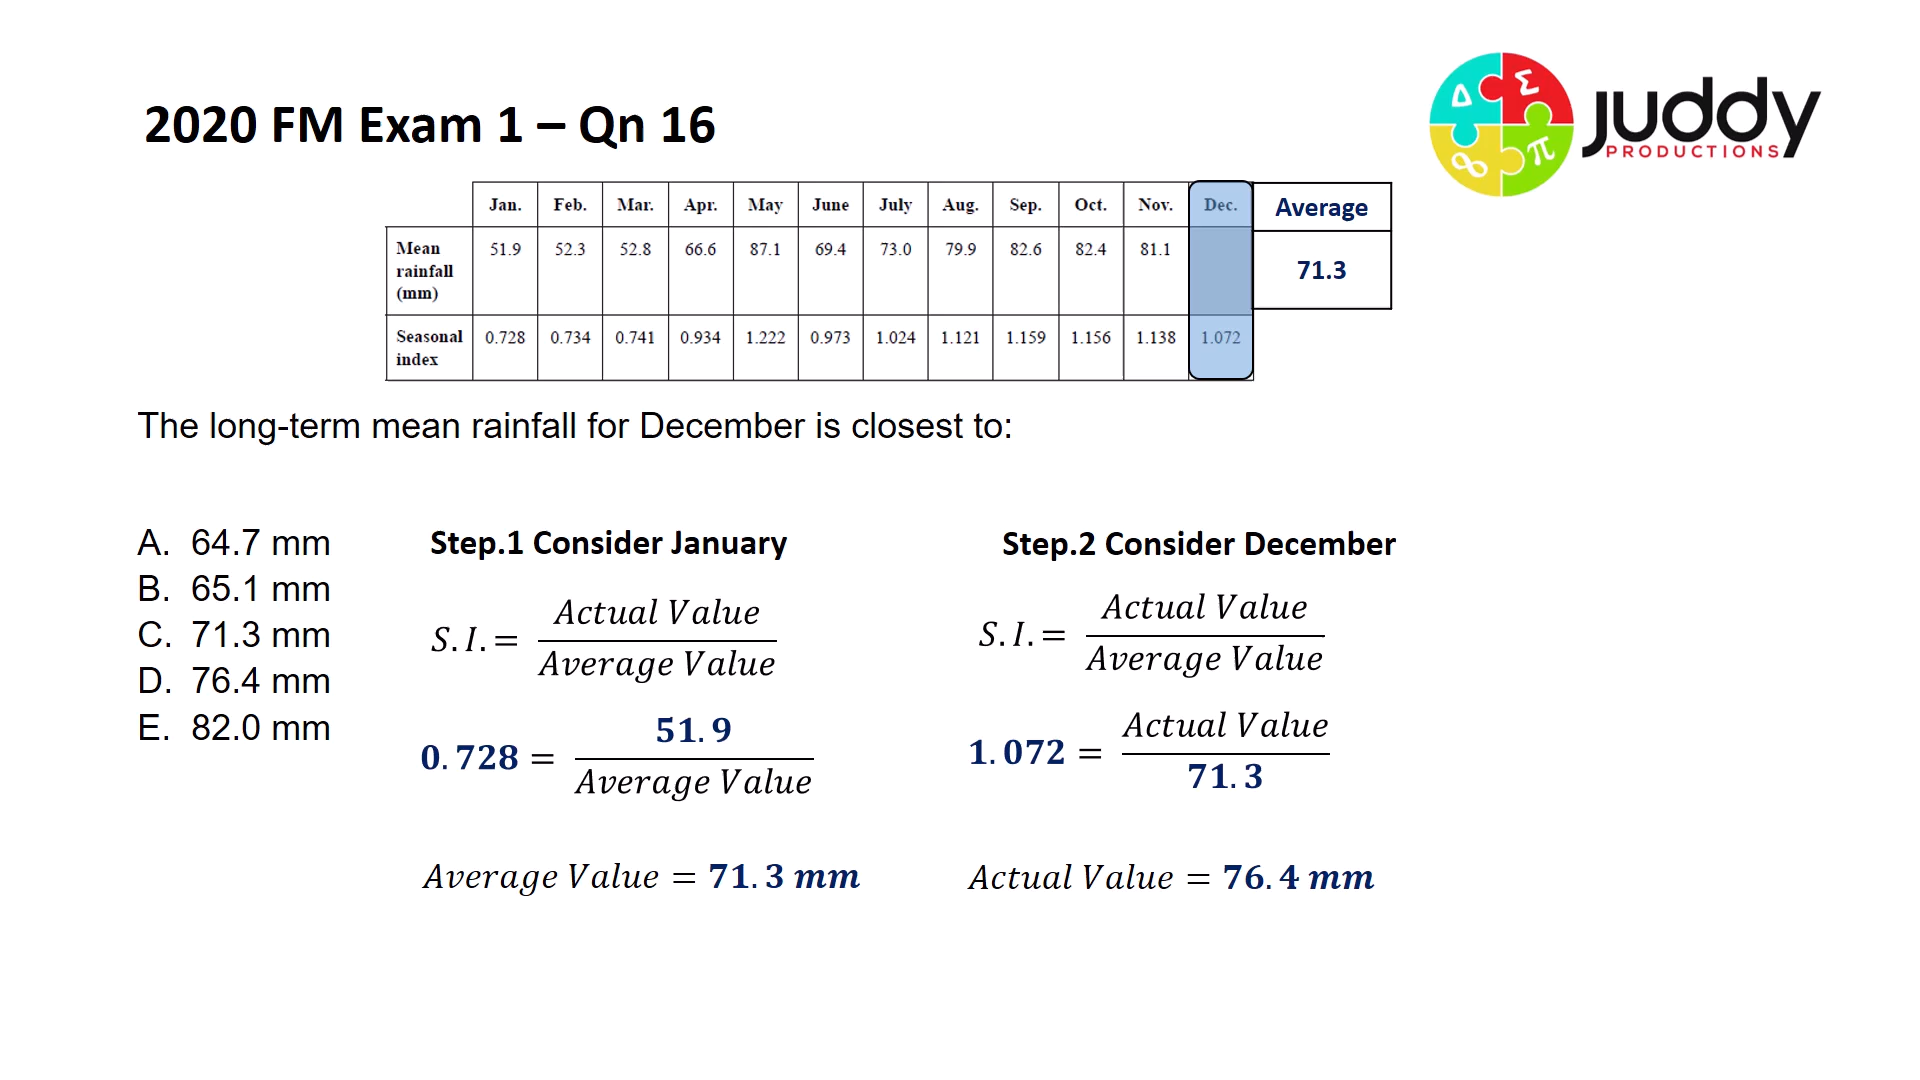 2020 FM Exam 1 – Qn 16
Δ Σ ∞ π
juddy
PRODUCTIONS
Jan. Feb. Mar. Apr. May June July Aug. Sep. Oct. Nov. Dec. Average
Mean rainfall (mm) 51.9 52.3 52.8 66.6 87.1 69.4 73.0 79.9 82.6 82.4 81.1 71.3
Seasonal index 0.728 0.734 0.741 0.934 1.222 0.973 1.024 1.121 1.159 1.156 1.138 1.072
The long-term mean rainfall for December is closest to:
A. 64.7 mm
B. 65.1 mm
C. 71.3 mm
D. 76.4 mm
E. 82.0 mm
Step.1 Consider January
S.I.= Actual Value / Average Value
0.728 = 51.9 / Average Value
Average Value = 71.3 mm
Step.2 Consider December
S.I.= Actual Value / Average Value
1.072 = Actual Value / 71.3
Actual Value = 76.4 mm